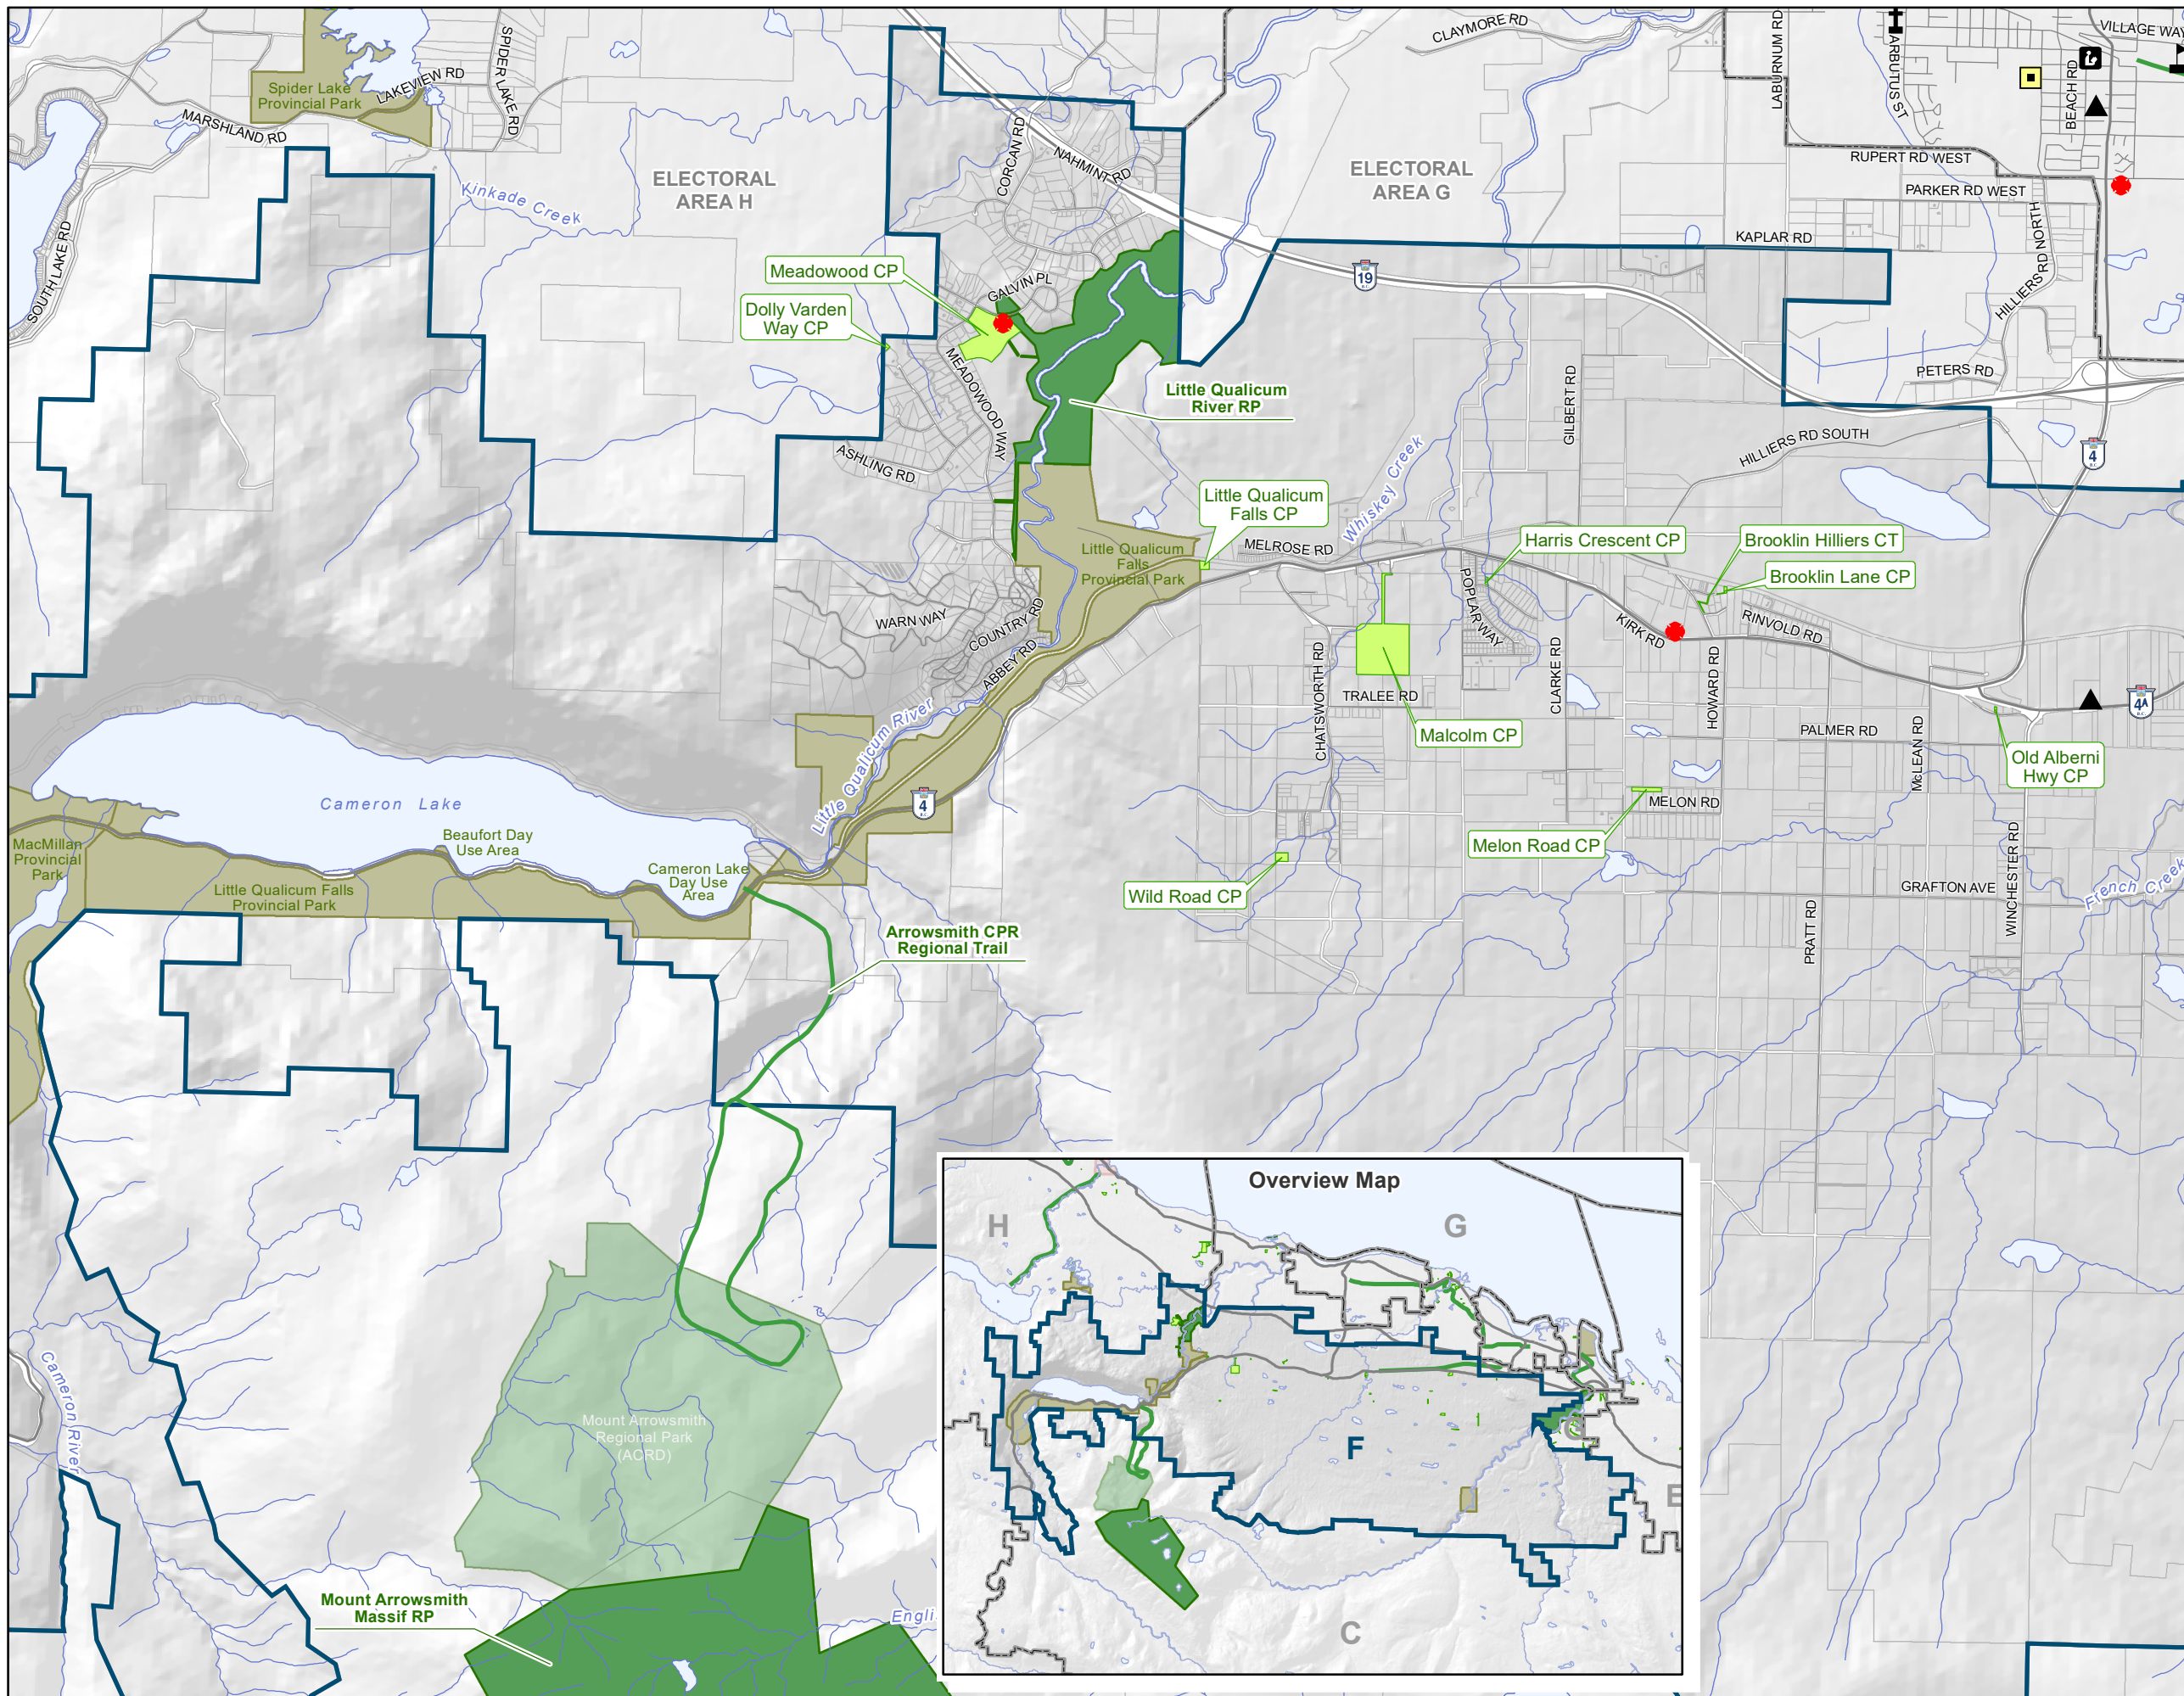 CLAYMORE RD
LABURNUM RD
ARBUTUS ST
VILLAGE WAY
BEACH RD
SPIDER LAKE RD
LAKEVIEW RD
Spider Lake
Provincial Park
MARSHLAND RD
SOUTH LAKE RD
Kinkade Creek
ELECTORAL
AREA H
CORCAN RD
NAHMINT RD
ELECTORAL
AREA G
RUPERT RD WEST
PARKER RD WEST
KAPLAR RD
HILLIERS RD NORTH
19
Meadowood CP
GALVIN PL
Dolly Varden
Way CP
MEADOWOOD WAY
Little Qualicum
River RP
GILBERT RD
PETERS RD
HILLIERS RD SOUTH
4
ASHLING RD
Whiskey Creek
Little Qualicum
Falls CP
MELROSE RD
Little Qualicum
Falls
Provincial Park
Harris Crescent CP
Brooklin Hilliers CT
Brooklin Lane CP
POPLAR WAY
KIRK RD
RINVOLD RD
WARN WAY
COUNTRY RD
ABBEY RD
CHATSWORTH RD
TRALEE RD
CLARKE RD
HOWARD RD
Malcolm CP
PALMER RD
McLEAN RD
4A
Old Alberni
Hwy CP
Little Qualicum River
4
Cameron Lake
MELON RD
Melon Road CP
Beaufort Day
Use Area
MacMillan
Provincial
Park
Cameron Lake
Day Use
Area
Little Qualicum Falls
Provincial Park
Wild Road CP
GRAFTON AVE
WINCHESTER RD
French Creek
PRATT RD
Arrowsmith CPR
Regional Trail
Overview Map
H
G
F
G
E
C
Cameron River
Mount Arrowsmith
Regional Park
(ACRD)
Mount Arrowsmith
Massif RP
Engli